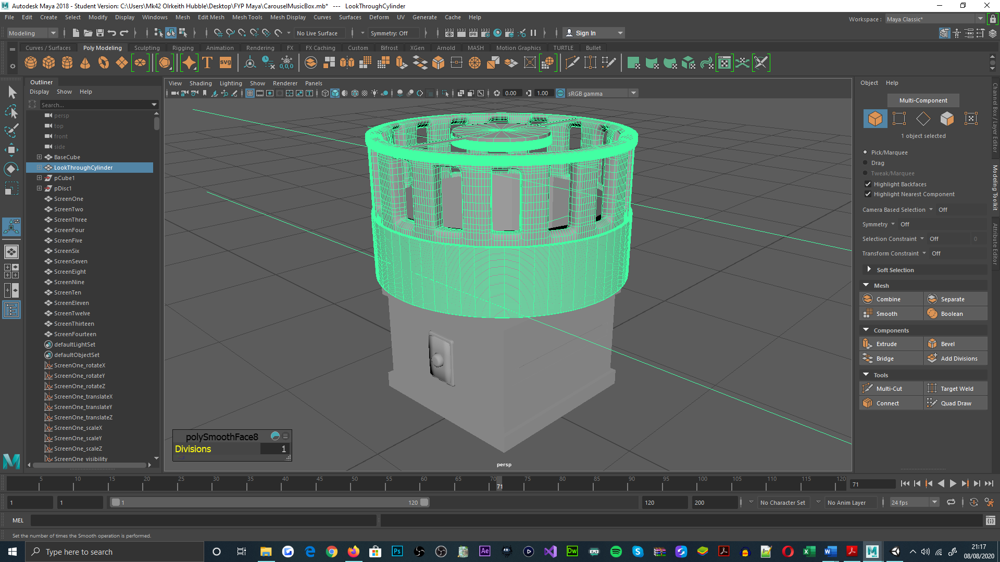 Autodesk Maya 2018 - Student Version: C:\Users\Mk42 OIrkeith Hubble\Desktop\FYP Maya\CarouselMusicBox.mb* --- LookThroughCylinder
File Edit Create Select Modify Display Windows Mesh Edit Mesh Mesh Tools Mesh Display Curves Surfaces Deform UV Generate Cache Help
Workspace : Maya Classic*
Modeling No Live Surface Symmetry: Off IPR Sign In
Curves / Surfaces Poly Modeling Sculpting Rigging Animation Rendering FX FX Caching Custom Bifrost XGen Arnold MASH Motion Graphics TURTLE Bullet
T svg 0,0,0
Outliner
Display Show Help
Search...
persp
top
front
side
BaseCube
LookThroughCylinder
pCube1
pDisc1
ScreenOne
ScreenTwo
ScreenThree
ScreenFour
ScreenFive
ScreenSix
ScreenSeven
ScreenEight
ScreenNine
ScreenTen
ScreenEleven
ScreenTwelve
ScreenThirteen
ScreenFourteen
defaultLightSet
defaultObjectSet
ScreenOne_rotateX
ScreenOne_rotateY
ScreenOne_rotateZ
ScreenOne_translateX
ScreenOne_translateY
ScreenOne_translateZ
ScreenOne_scaleX
ScreenOne_scaleY
ScreenOne_scaleZ
ScreenOne_visibility
View Shading Lighting Show Renderer Panels
0.00 1.00 ON sRGB gamma
polySmoothFace8
Divisions 1
persp
Object Help
Multi-Component
1 object selected
Pick/Marquee
Drag
Tweak/Marquee
Highlight Backfaces
Highlight Nearest Component
Camera Based Selection Off
Symmetry Off
Selection Constraint Off 0
Transform Constraint Off
Soft Selection
Mesh
Combine Separate
Smooth Boolean
Components
Extrude Bevel
Bridge Add Divisions
Tools
Multi-Cut Target Weld
Connect Quad Draw
Channel Box / Layer Editor
Modeling Toolkit
Attribute Editor
5 10 15 20 25 30 35 40 45 50 55 60 65 70 75 80 85 90 95 100 105 110 115 120
71 71
1 1 1 120 120 200 No Character Set No Anim Layer 24 fps
MEL
Set the number of times the Smooth operation is performed.
Type here to search
Ps Ae Dw
21:17
08/08/2020